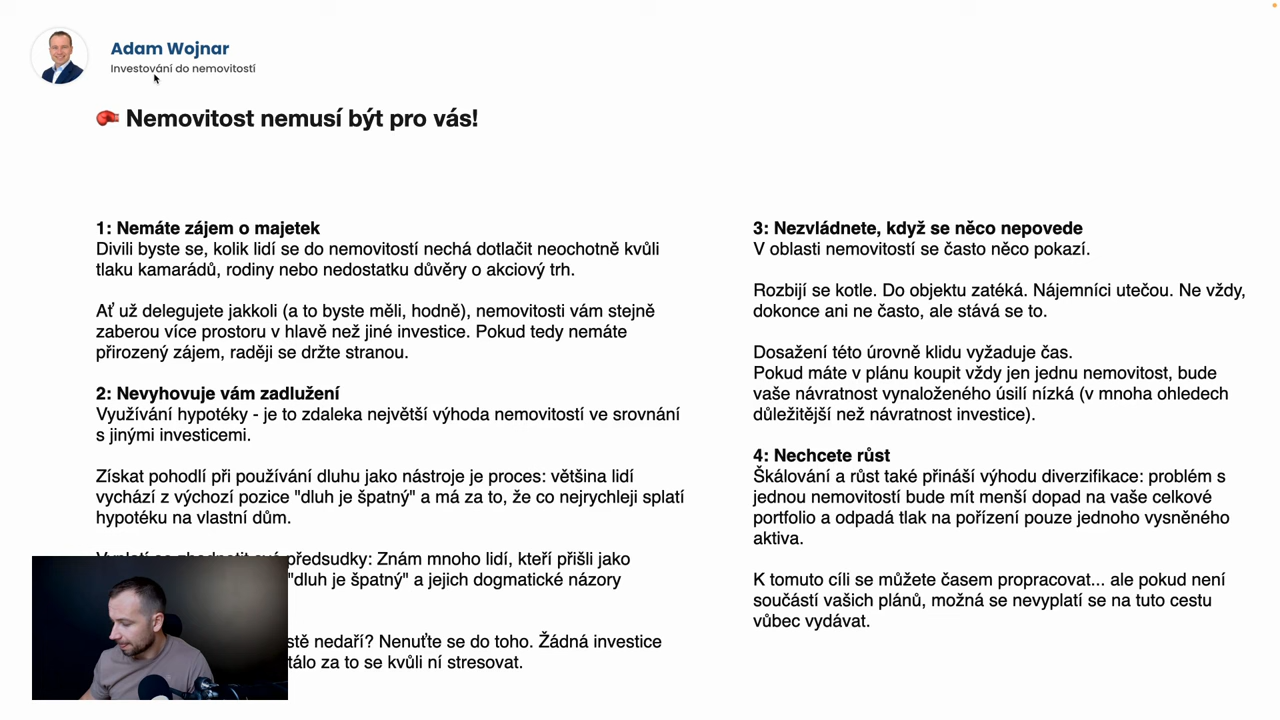 Adam Wojnar
Investování do nemovitostí
Nemovitost nemusí být pro vás!
1: Nemáte zájem o majetek
Divili byste se, kolik lidí se do nemovitostí nechá dotlačit neochotně kvůli
tlaku kamarádů, rodiny nebo nedostatku důvěry o akciový trh.
Ať už delegujete jakkoli (a to byste měli, hodně), nemovitosti vám stejně
zaberou více prostoru v hlavě než jiné investice. Pokud tedy nemáte
přirozený zájem, raději se držte stranou.
2: Nevyhovuje vám zadlužení
Využívání hypotéky - je to zdaleka největší výhoda nemovitostí ve srovnání
s jinými investicemi.
Získat pohodlí při používání dluhu jako nástroje je proces: většina lidí
vychází z výchozí pozice "dluh je špatný" a má za to, že co nejrychleji splatí
hypotéku na vlastní dům.
předsudky: Znám mnoho lidí, kteří přišli jako
"dluh je špatný" a jejich dogmatické názory
nedaří? Nenuťte se do toho. Žádná investice
za to se kvůli ní stresovat.
3: Nezvládnete, když se něco nepovede
V oblasti nemovitostí se často něco pokazí.
Rozbijí se kotle. Do objektu zatéká. Nájemníci utečou. Ne vždy,
dokonce ani ne často, ale stává se to.
Dosažení této úrovně klidu vyžaduje čas.
Pokud máte v plánu koupit vždy jen jednu nemovitost, bude
vaše návratnost vynaloženého úsilí nízká (v mnoha ohledech
důležitější než návratnost investice).
4: Nechcete růst
Škálování a růst také přináší výhodu diverzifikace: problém s
jednou nemovitostí bude mít menší dopad na vaše celkové
portfolio a odpadá tlak na pořízení pouze jednoho vysněného
aktiva.
K tomuto cíli se můžete časem propracovat... ale pokud není
součástí vašich plánů, možná se nevyplatí se na tuto cestu
vůbec vydávat.